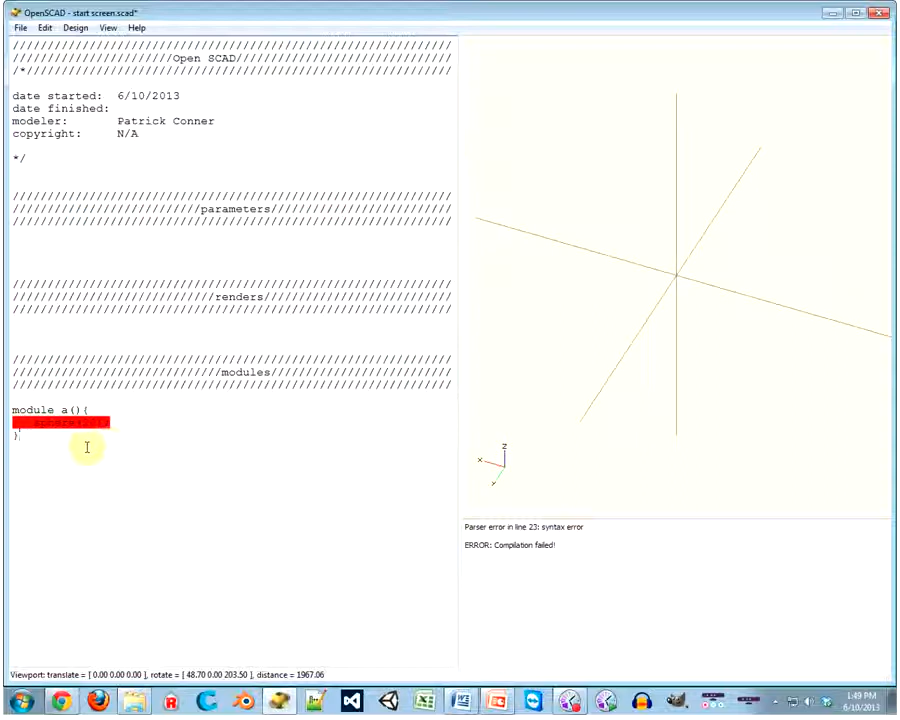 OpenSCAD - start screen.scad*
File Edit Design View Help
///////////////////////////////////////////////////////////////
///////////////////////Open SCAD///////////////////////////////
/*/////////////////////////////////////////////////////////////
date started: 6/10/2013
date finished:
modeler: Patrick Conner
copyright: N/A
*/
///////////////////////////////////////////////////////////////
///////////////////////////parameters//////////////////////////
///////////////////////////////////////////////////////////////
///////////////////////////////////////////////////////////////
/////////////////////////////renders///////////////////////////
///////////////////////////////////////////////////////////////
///////////////////////////////////////////////////////////////
//////////////////////////////modules//////////////////////////
///////////////////////////////////////////////////////////////
module a(){
}
z
x
y
Parser error in line 23: syntax error
ERROR: Compilation failed!
Viewport: translate = [ 0.00 0.00 0.00 ], rotate = [ 48.70 0.00 203.50 ], distance = 1967.06
1:49 PM
6/10/2013